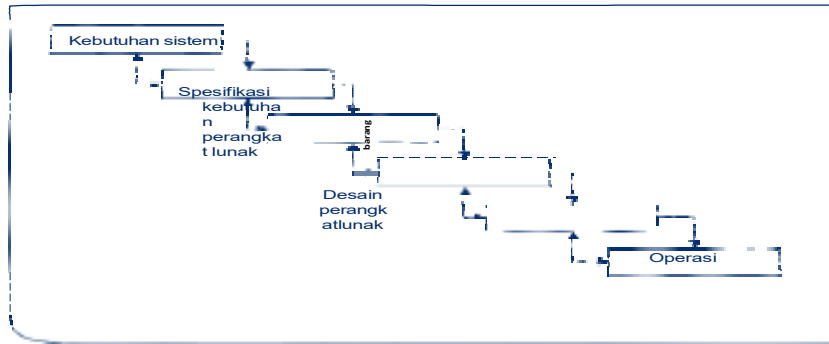 Kebutuhan sistem
Spesifikasi
kebutuha
n
perangka
t lunak
barang
Desain
perangk
atlunak
Operasi